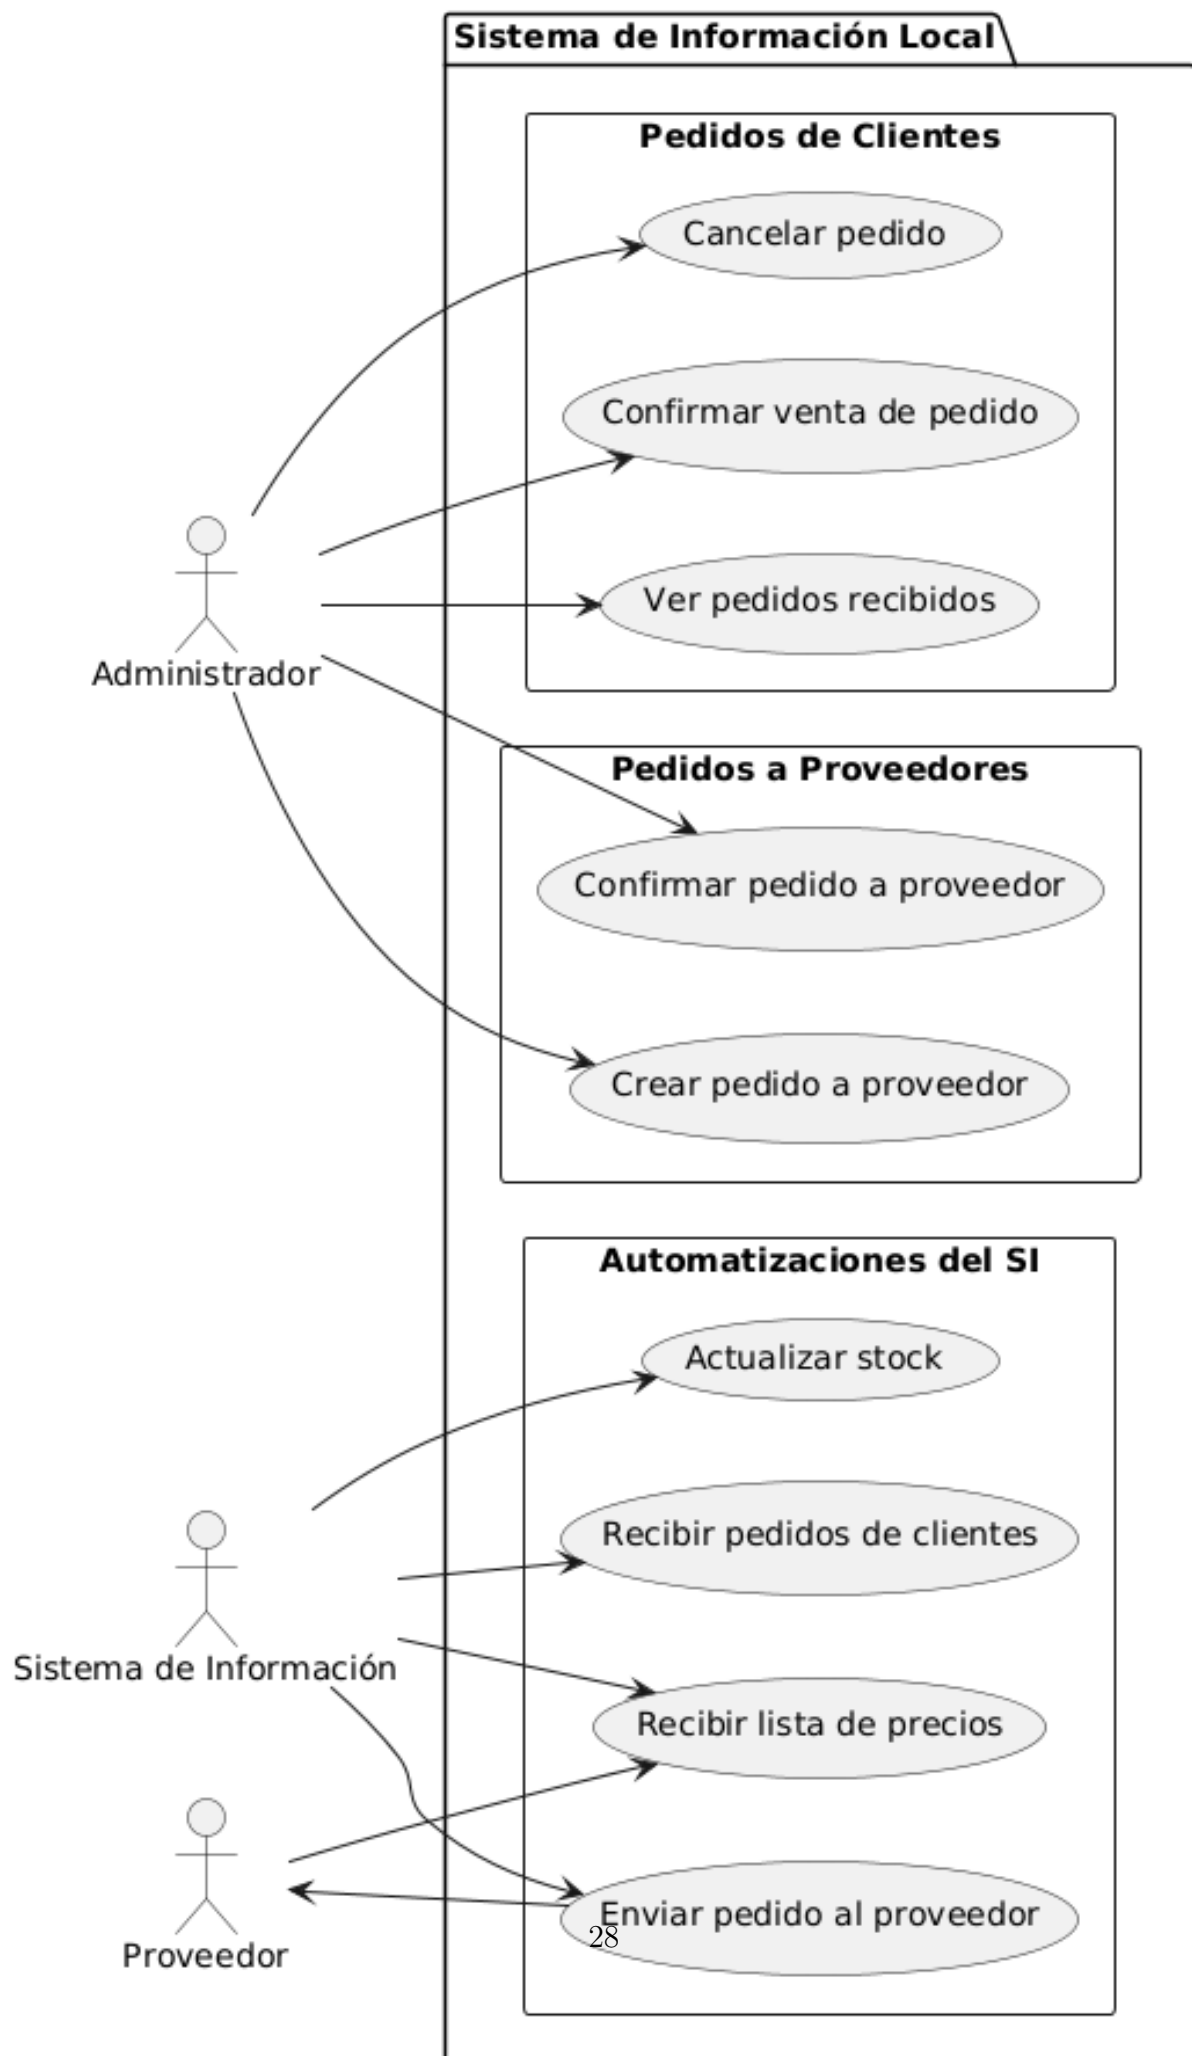 Sistema de Información Local
Pedidos de Clientes
Cancelar pedido
Confirmar venta de pedido
Ver pedidos recibidos
Administrador
Pedidos a Proveedores
Confirmar pedido a proveedor
Crear pedido a proveedor
Automatizaciones del SI
Actualizar stock
Recibir pedidos de clientes
Sistema de Información
Recibir lista de precios
Enviar pedido al proveedor
28
Proveedor